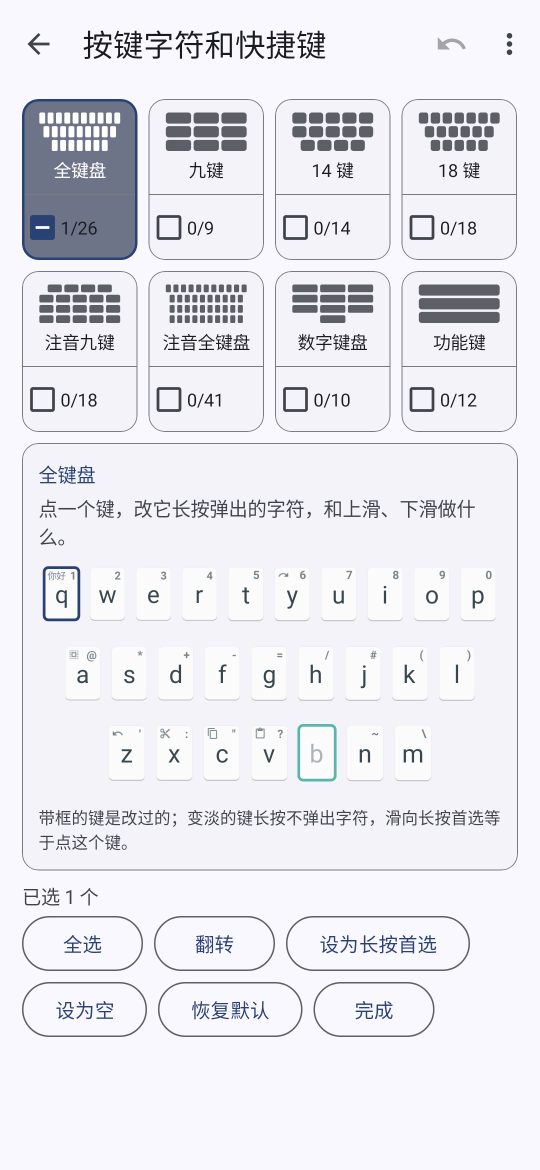 按键字符和快捷键
全键盘
九键
14 键
18 键
1/26
0/9
0/14
0/18
注音九键
注音全键盘
数字键盘
功能键
0/18
0/41
0/10
0/12
全键盘
点一个键，改它长按弹出的字符，和上滑、下滑做什
么。
你好 1 2 3 4 5 6 7 8 9 0
q w e r t y u i o p
@ * + - = / # ( )
a s d f g h j k l
' : " ? ~ \
z x c v b n m
带框的键是改过的；变淡的键长按不弹出字符，滑向长按首选等
于点这个键。
已选 1 个
全选
翻转
设为长按首选
设为空
恢复默认
完成